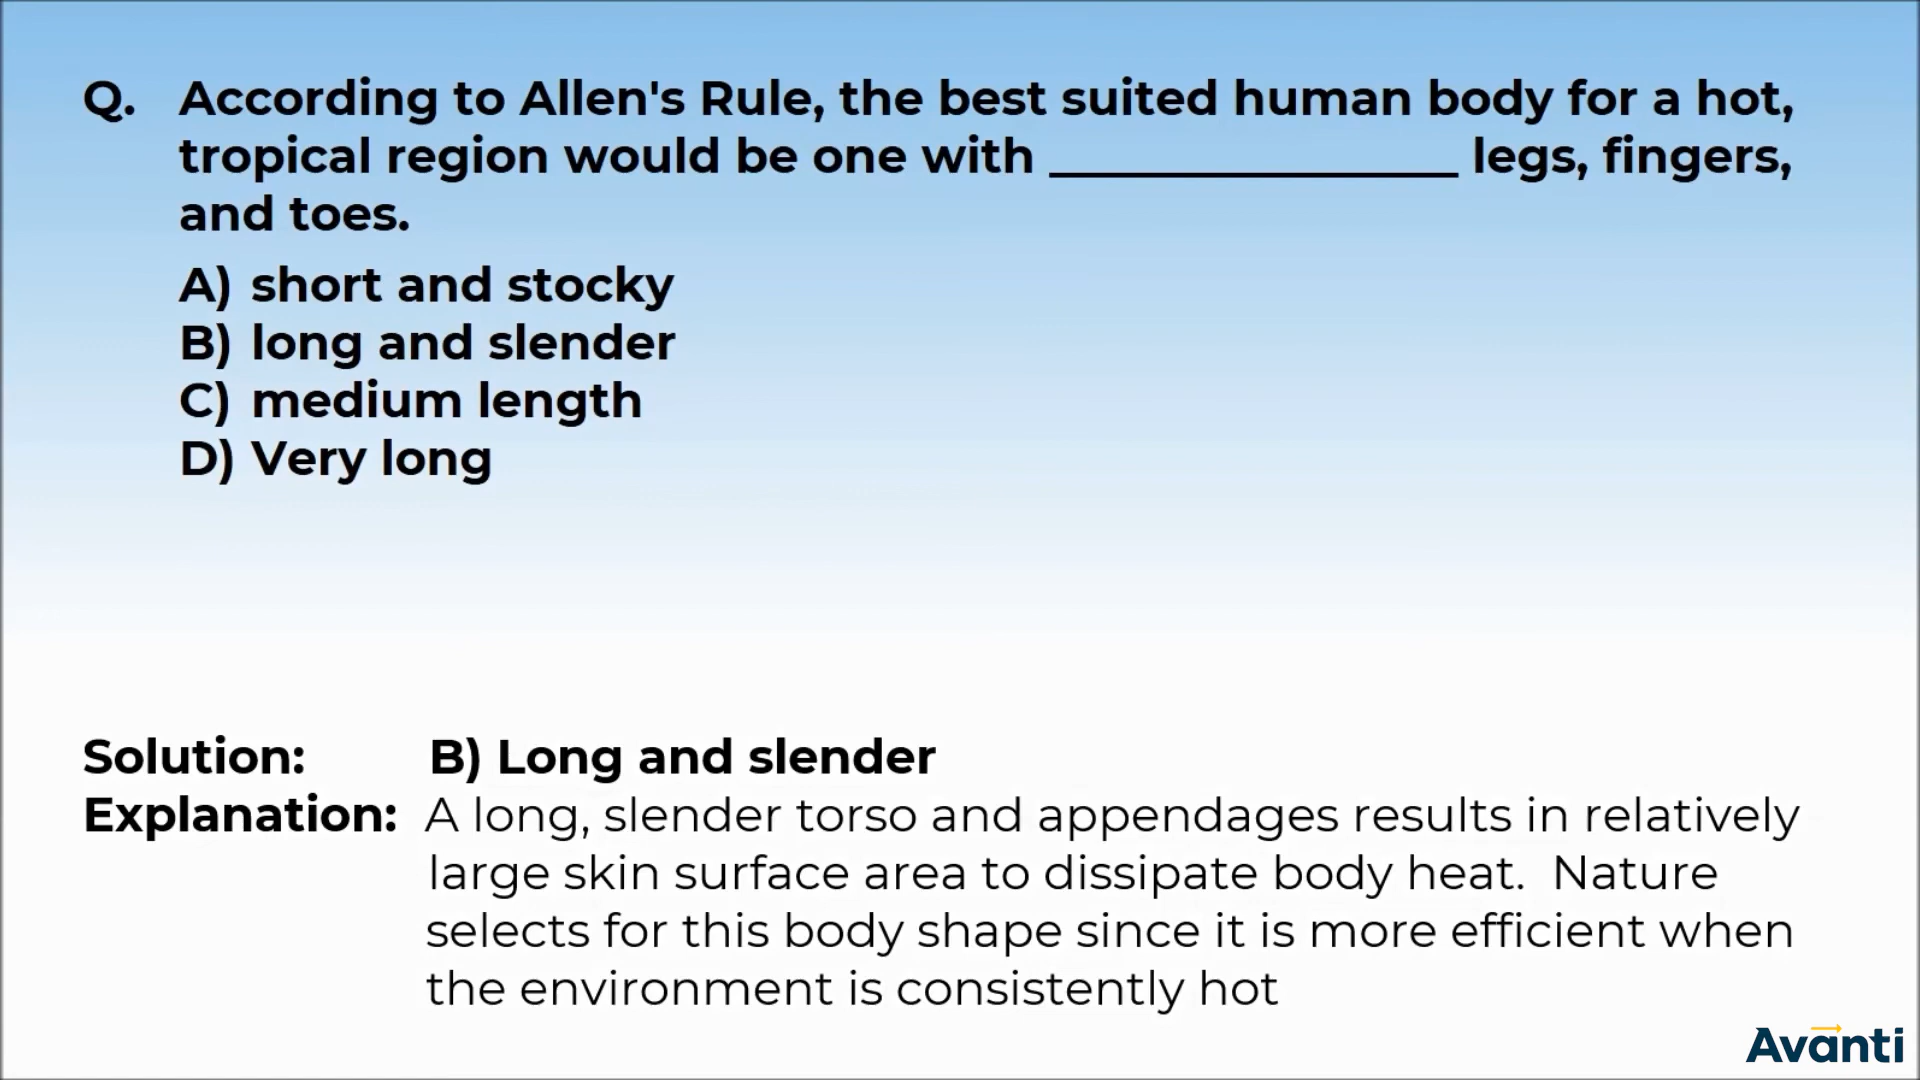 Q. According to Allen's Rule, the best suited human body for a hot,
tropical region would be one with ________________ legs, fingers,
and toes.
A) short and stocky
B) long and slender
C) medium length
D) Very long
Solution: B) Long and slender
Explanation: A long, slender torso and appendages results in relatively
large skin surface area to dissipate body heat. Nature
selects for this body shape since it is more efficient when
the environment is consistently hot
Avanti